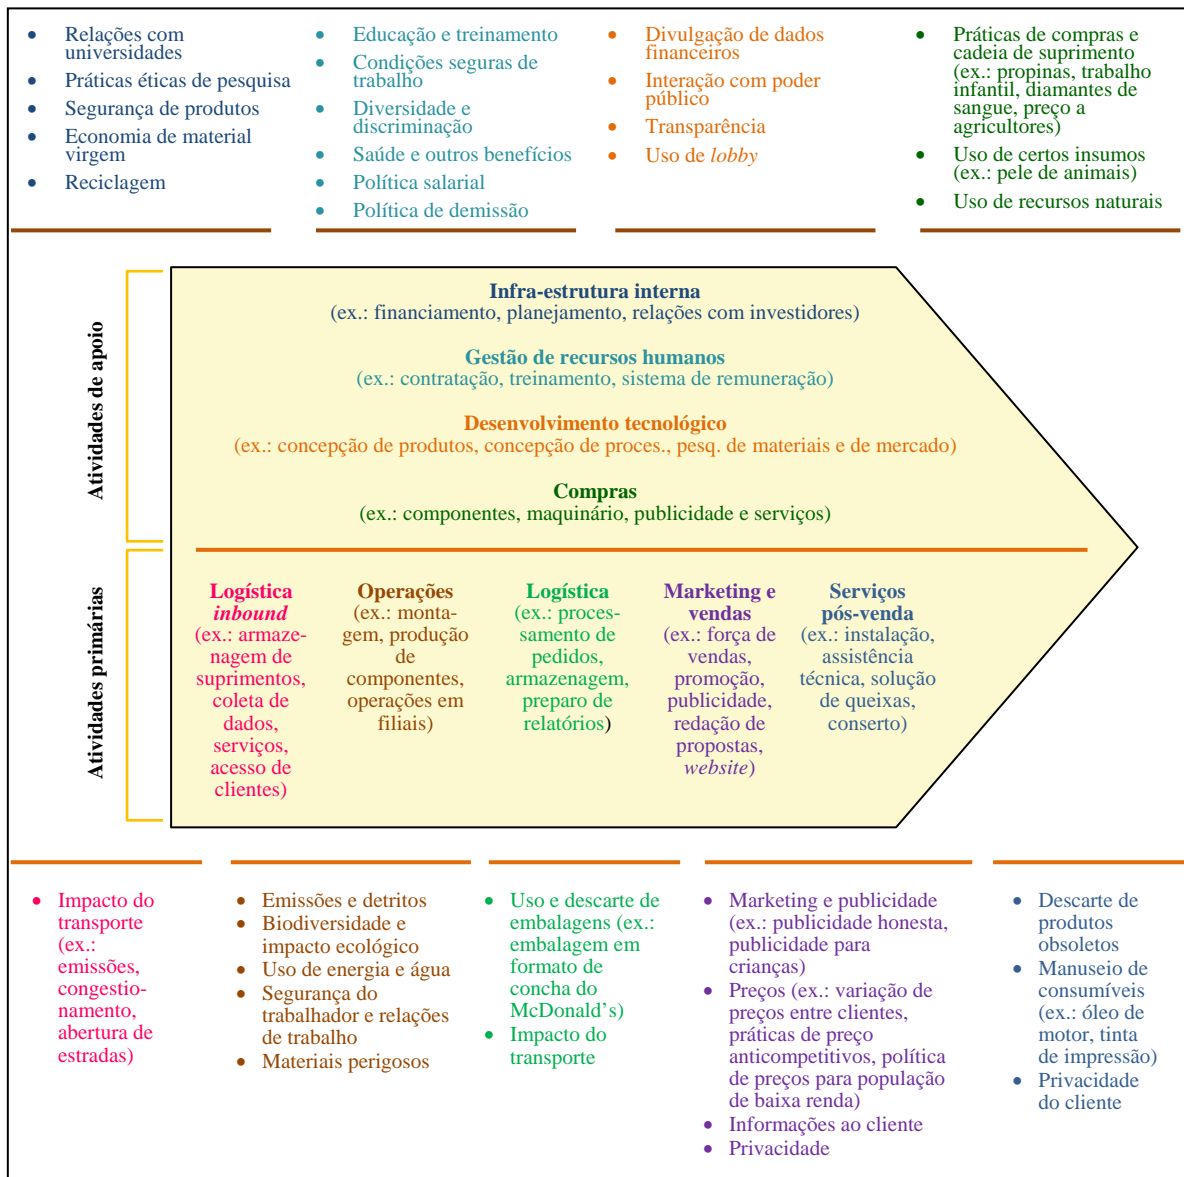 • Relações com
universidades
• Práticas éticas de pesquisa
• Segurança de produtos
• Economia de material
virgem
• Reciclagem
• Educação e treinamento
• Condições seguras de
trabalho
• Diversidade e
discriminação
• Saúde e outros benefícios
• Política salarial
• Política de demissão
• Divulgação de dados
financeiros
• Interação com poder
público
• Transparência
• Uso de lobby
• Práticas de compras e
cadeia de suprimento
(ex.: propinas, trabalho
infantil, diamantes de
sangue, preço a
agricultores)
• Uso de certos insumos
(ex.: pele de animais)
• Uso de recursos naturais
Atividades de apoio
Infra-estrutura interna
(ex.: financiamento, planejamento, relações com investidores)
Gestão de recursos humanos
(ex.: contratação, treinamento, sistema de remuneração)
Desenvolvimento tecnológico
(ex.: concepção de produtos, concepção de proces., pesq. de materiais e de mercado)
Compras
(ex.: componentes, maquinário, publicidade e serviços)
Atividades primárias
Logística
inbound
(ex.: armaze-
nagem de
suprimentos,
coleta de
dados,
serviços,
acesso de
clientes)
Operações
(ex.: monta-
gem, produção
de
componentes,
operações em
filiais)
Logística
(ex.: proces-
samento de
pedidos,
armazenagem,
preparo de
relatórios)
Marketing e
vendas
(ex.: força de
vendas,
promoção,
publicidade,
redação de
propostas,
website)
Serviços
pós-venda
(ex.: instalação,
assistência
técnica, solução
de queixas,
conserto)
• Impacto do
transporte
(ex.:
emissões,
congestio-
namento,
abertura de
estradas)
• Emissões e detritos
• Biodiversidade e
impacto ecológico
• Uso de energia e água
• Segurança do
trabalhador e relações
de trabalho
• Materiais perigosos
• Uso e descarte de
embalagens (ex.:
embalagem em
formato de
concha do
McDonald’s)
• Impacto do
transporte
• Marketing e publicidade
(ex.: publicidade honesta,
publicidade para
crianças)
• Preços (ex.: variação de
preços entre clientes,
práticas de preço
anticompetitivos, política
de preços para população
de baixa renda)
• Informações ao cliente
• Privacidade
• Descarte de
produtos
obsoletos
• Manuseio de
consumíveis
(ex.: óleo de
motor, tinta
de impressão)
• Privacidade
do cliente